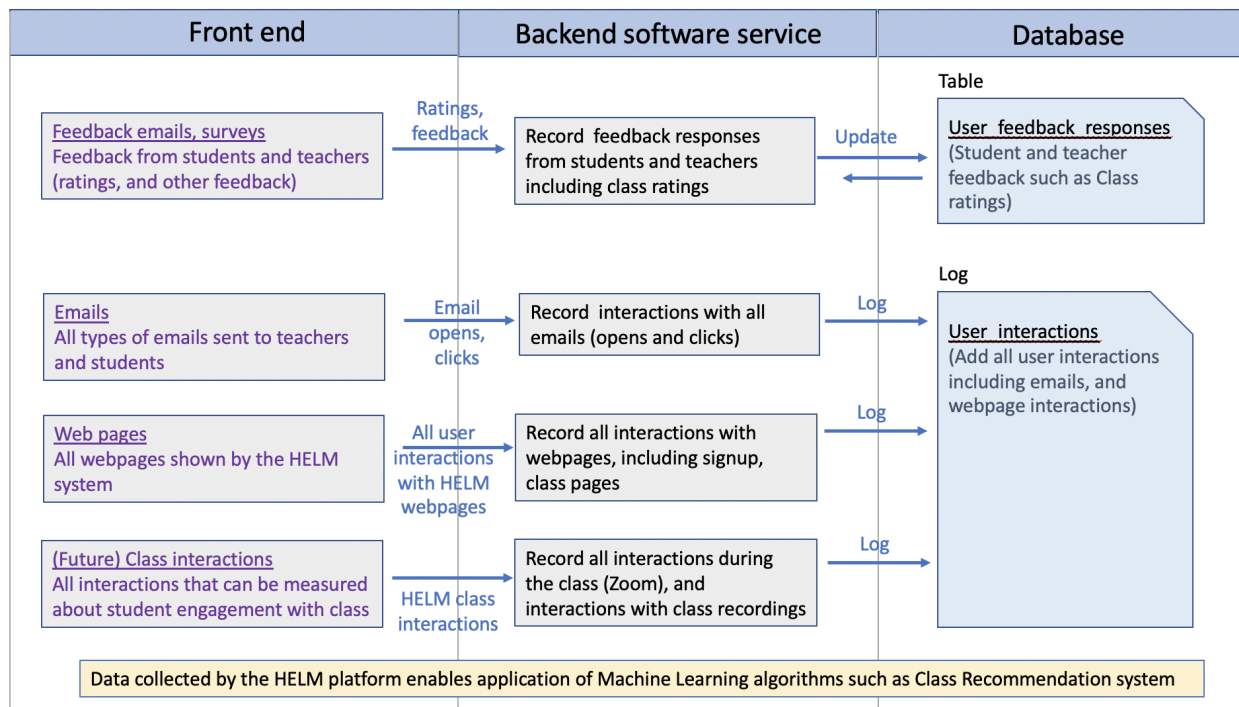 Front end
Backend software service
Database
Feedback emails, surveys
Feedback from students and teachers
(ratings, and other feedback)
Ratings,
feedback
Record feedback responses
from students and teachers
including class ratings
Update
Table
User feedback responses
(Student and teacher
feedback such as Class
ratings)
Emails
All types of emails sent to teachers
and students
Email
opens,
clicks
Record interactions with all
emails (opens and clicks)
Log
Log
User interactions
(Add all user interactions
including emails, and
webpage interactions)
Web pages
All webpages shown by the HELM
system
All user
interactions
with HELM
webpages
Record all interactions with
webpages, including signup,
class pages
Log
(Future) Class interactions
All interactions that can be measured
about student engagement with class
HELM class
interactions
Record all interactions during
the class (Zoom), and
interactions with class recordings
Log
Data collected by the HELM platform enables application of Machine Learning algorithms such as Class Recommendation system